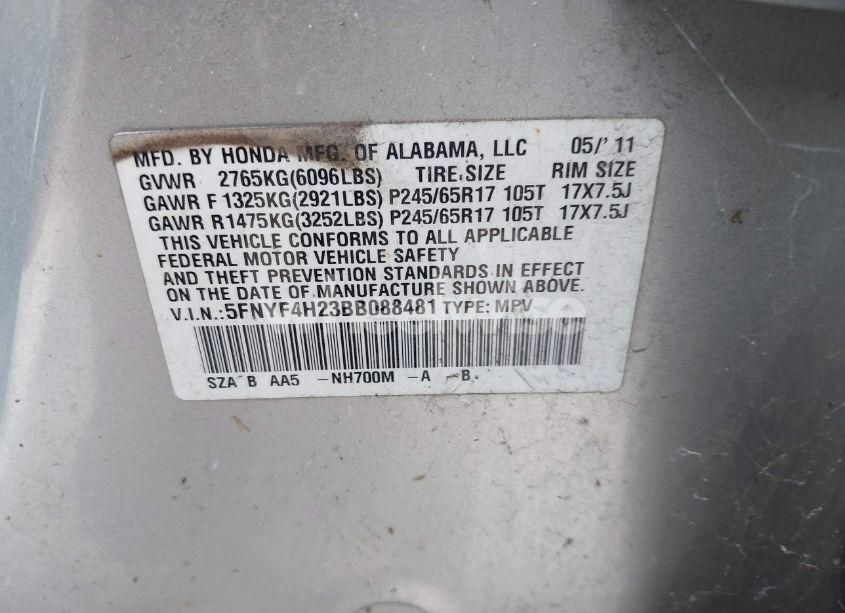 MFD. BY HONDA MFG. OF ALABAMA, LLC 05/'11
GVWR 2765KG(6096LBS) TIRE SIZE RIM SIZE
GAWR F 1325KG(2921LBS) P245/65R17 105T 17X7.5J
GAWR R1475KG(3252LBS) P245/65R17 105T 17X7.5J
THIS VEHICLE CONFORMS TO ALL APPLICABLE
FEDERAL MOTOR VEHICLE SAFETY
AND THEFT PREVENTION STANDARDS IN EFFECT
ON THE DATE OF MANUFACTURE SHOWN ABOVE.
V.I.N.:5FNYF4H23BB088481 TYPE: MPV
SZA B AA5 -NH700M -A -B.